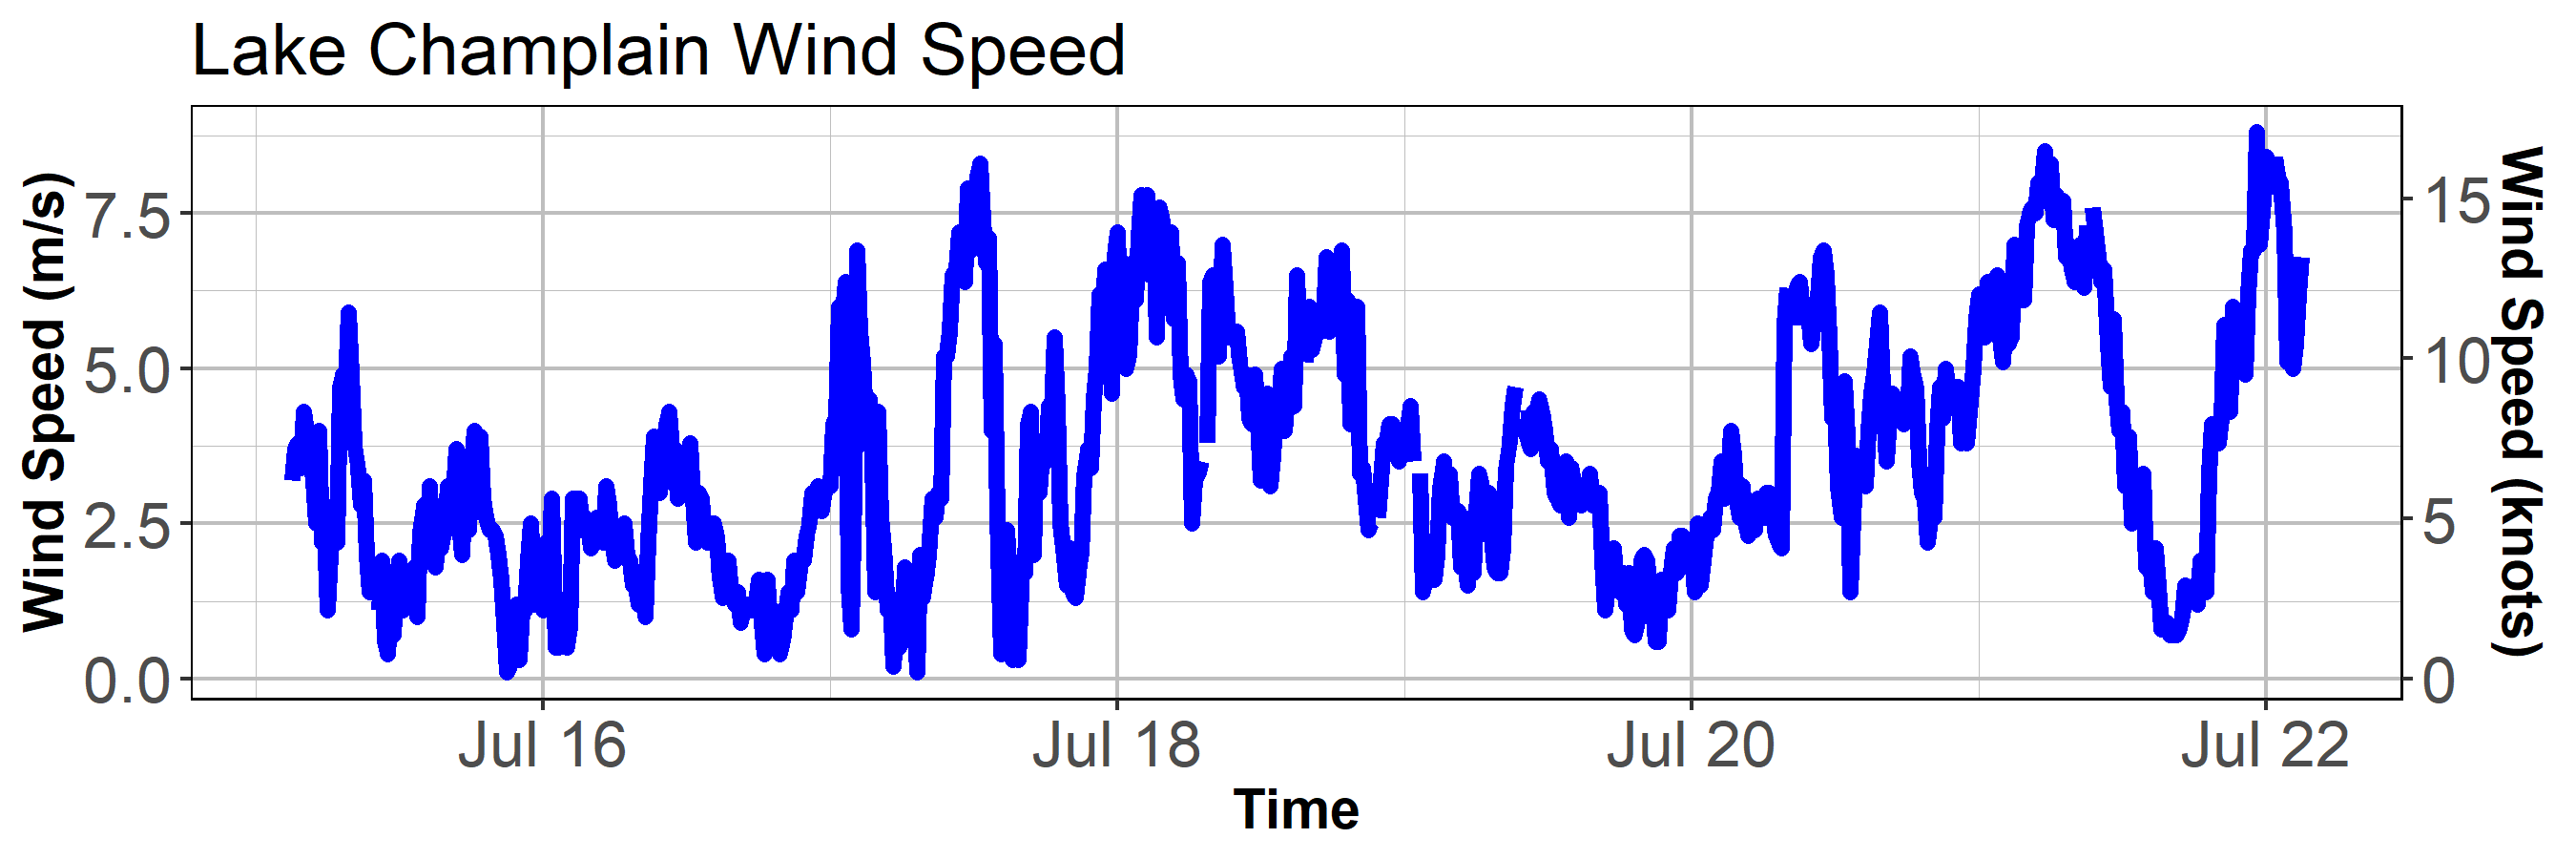 Lake Champlain Wind Speed
Wind Speed (m/s)
7.5
5.0
2.5
0.0
15
10
5
0
Wind Speed (knots)
Jul 16
Jul 18
Jul 20
Jul 22
Time